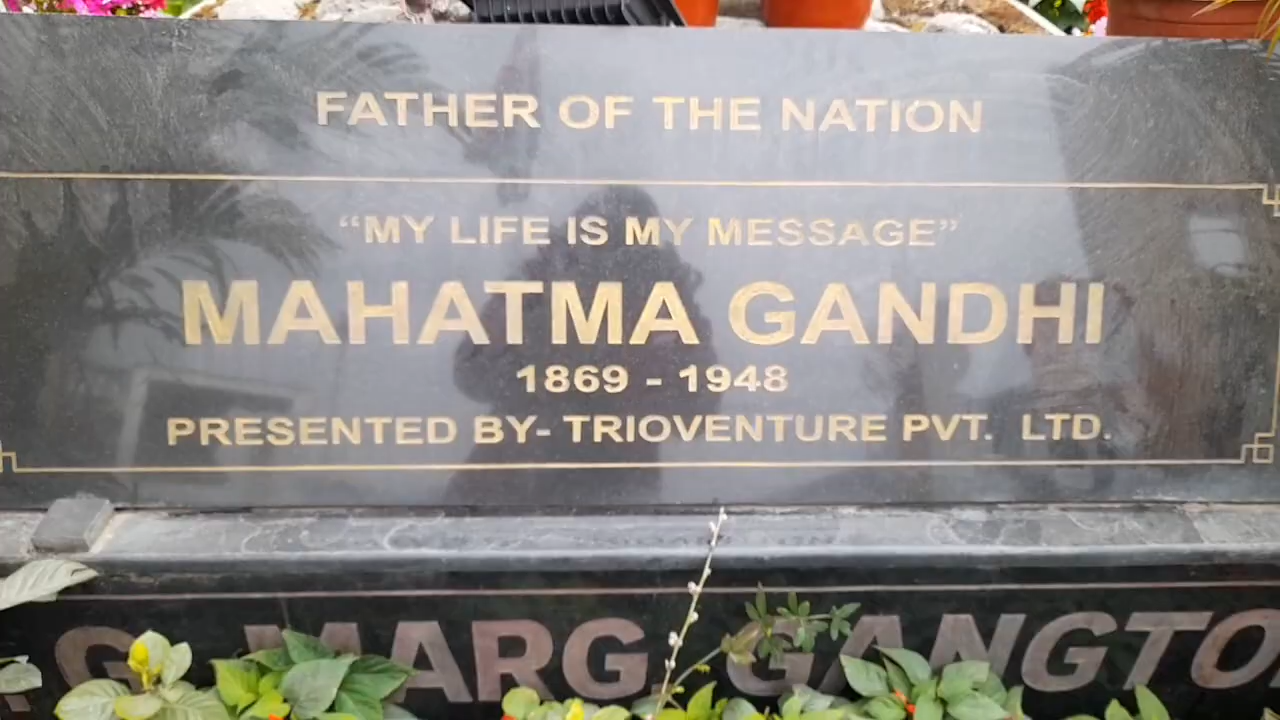 FATHER OF THE NATION
“MY LIFE IS MY MESSAGE”
MAHATMA GANDHI
1869 - 1948
PRESENTED BY- TRIOVENTURE PVT. LTD.
G. MARG GANGTO